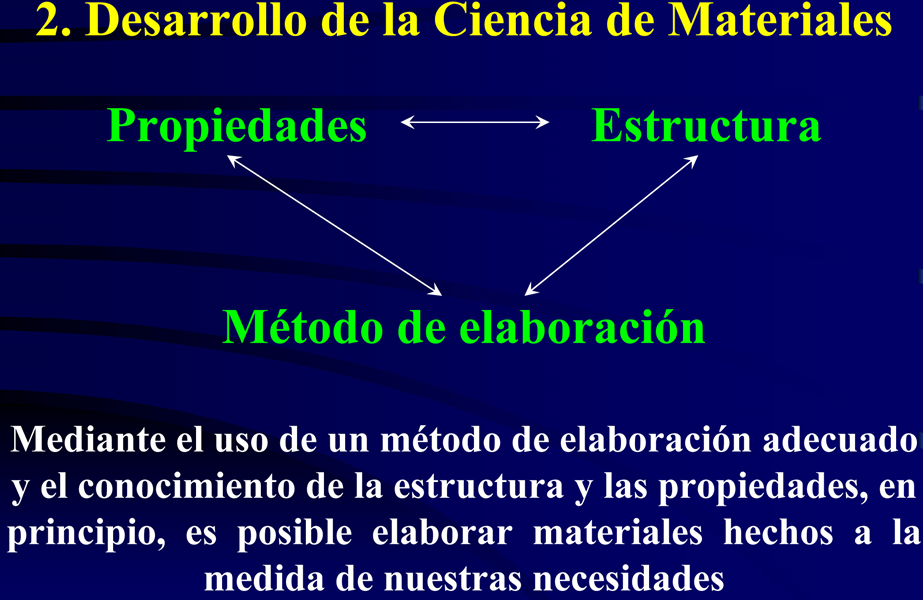 2. Desarrollo de la Ciencia de Materiales
Propiedades
Estructura
Método de elaboración
Mediante el uso de un método de elaboración adecuado
y el conocimiento de la estructura y las propiedades, en
principio, es posible elaborar materiales hechos a la
medida de nuestras necesidades